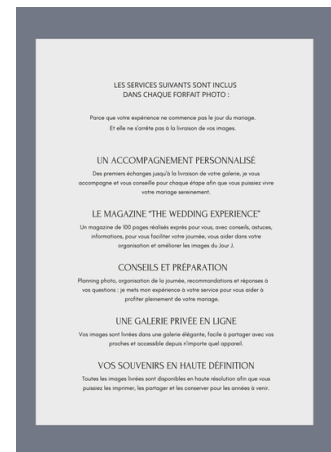 LES SERVICES SUIVANTS SONT INCLUS
DANS CHAQUE FORFAIT PHOTO :
Parce que votre expérience ne commence pas le jour du mariage.
Et elle ne s'arrête pas à la livraison de vos images.
UN ACCOMPAGNEMENT PERSONNALISÉ
Des premiers échanges jusqu'à la livraison de votre galerie, je vous
accompagne et vous conseille pour chaque étape afin que vous puissiez vivre
votre mariage sereinement.
LE MAGAZINE "THE WEDDING EXPERIENCE"
Un magazine de 100 pages réalisés exprès pour vous, avec conseils, astuces,
informations, pour vous faciliter votre journée, vous aider dans votre
organisation et améliorer les images du Jour J.
CONSEILS ET PRÉPARATION
Planning photo, organisation de la journée, recommandations et réponses à
vos questions : je mets mon expérience à votre service pour vous aider à
profiter pleinement de votre mariage.
UNE GALERIE PRIVÉE EN LIGNE
Vos images sont livrées dans une galerie élégante, facile à partager avec vos
proches et accessible depuis n'importe quel appareil.
VOS SOUVENIRS EN HAUTE DÉFINITION
Toutes les images livrées sont disponibles en haute résolution afin que vous
puissiez les imprimer, les partager et les conserver pour les années à venir.